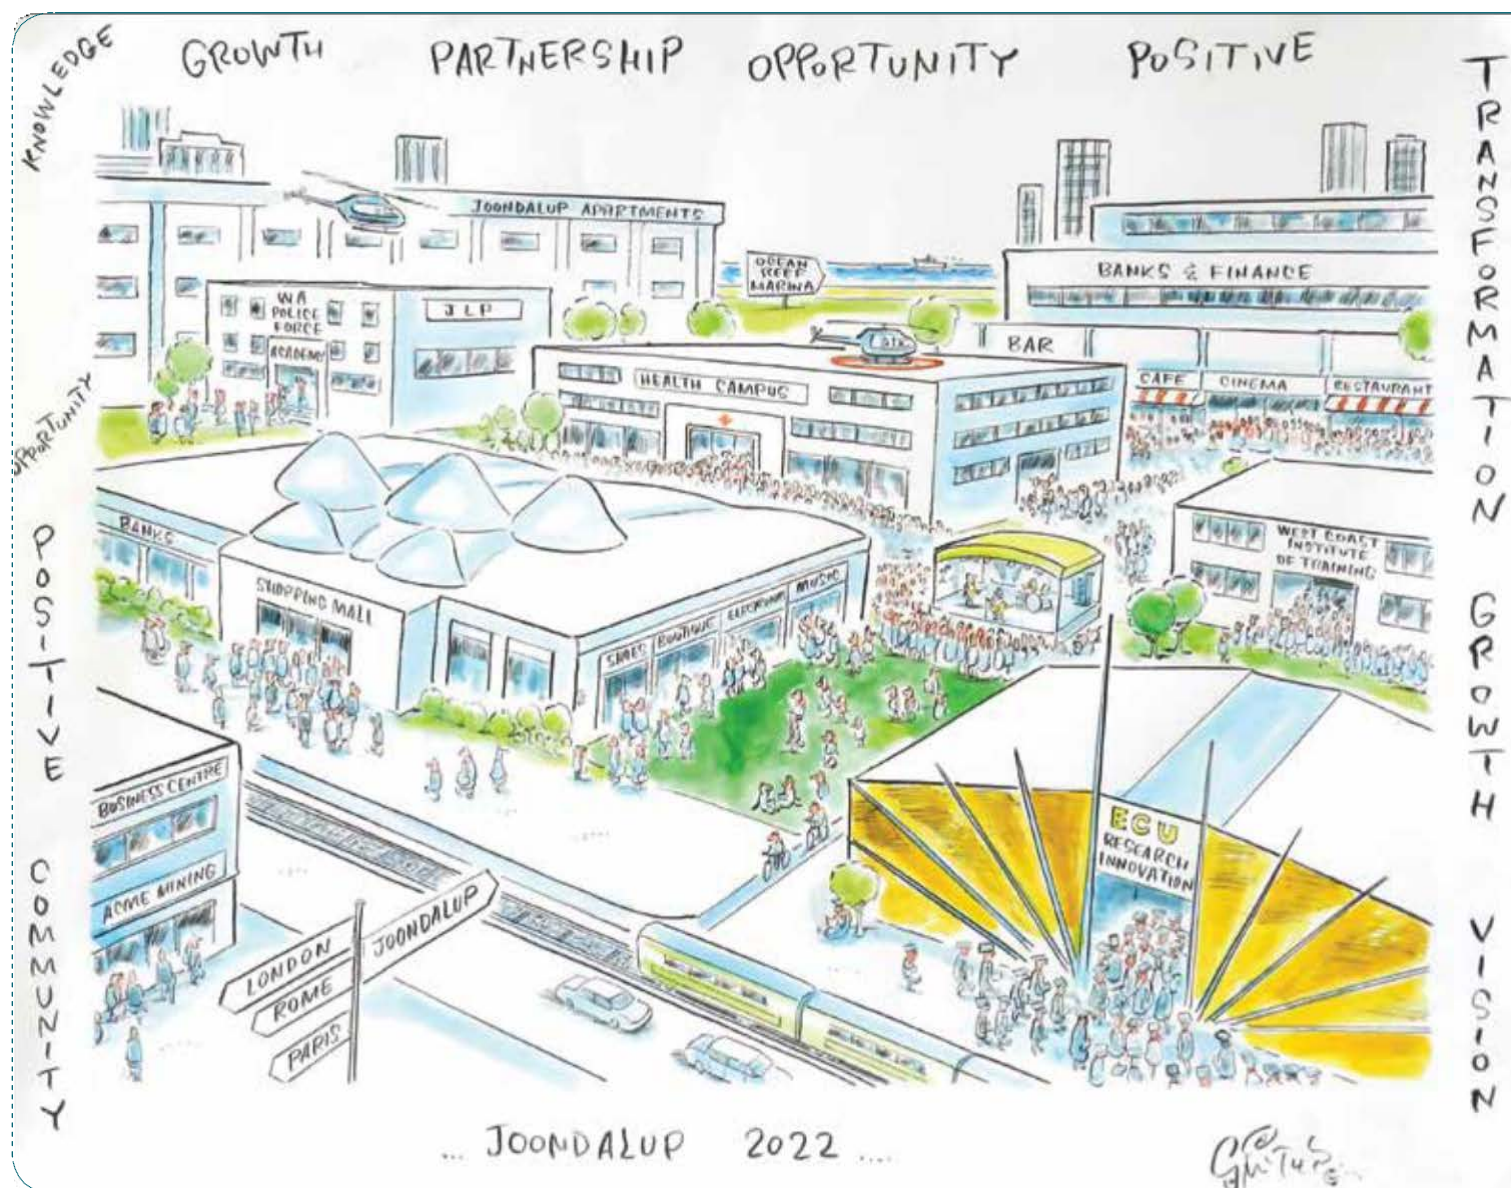 KNOWLEDGE
GROWTH PARTNERSHIP OPPORTUNITY POSITIVE
TRANSFORMATION GROWTH VISION
OPPORTUNITY
POSITIVE COMMUNITY
JOONDALUP APARTMENTS
OCEAN
REEF
MARINA
BANKS & FINANCE
WA
POLICE
FORCE
ACADEMY
JLP
BAR
HEALTH CAMPUS
CAFE
CINEMA
RESTAURANT
BANKS
SHOPPING MALL
SHOES
BOUTIQUE
MUSIC
WEST COAST
INSTITUTE
OF TRAINING
BUSINESS CENTRE
ACME MINING
ECU
RESEARCH
INNOVATION
JOONDALUP
LONDON
ROME
PARIS
... JOONDALUP 2022 ....